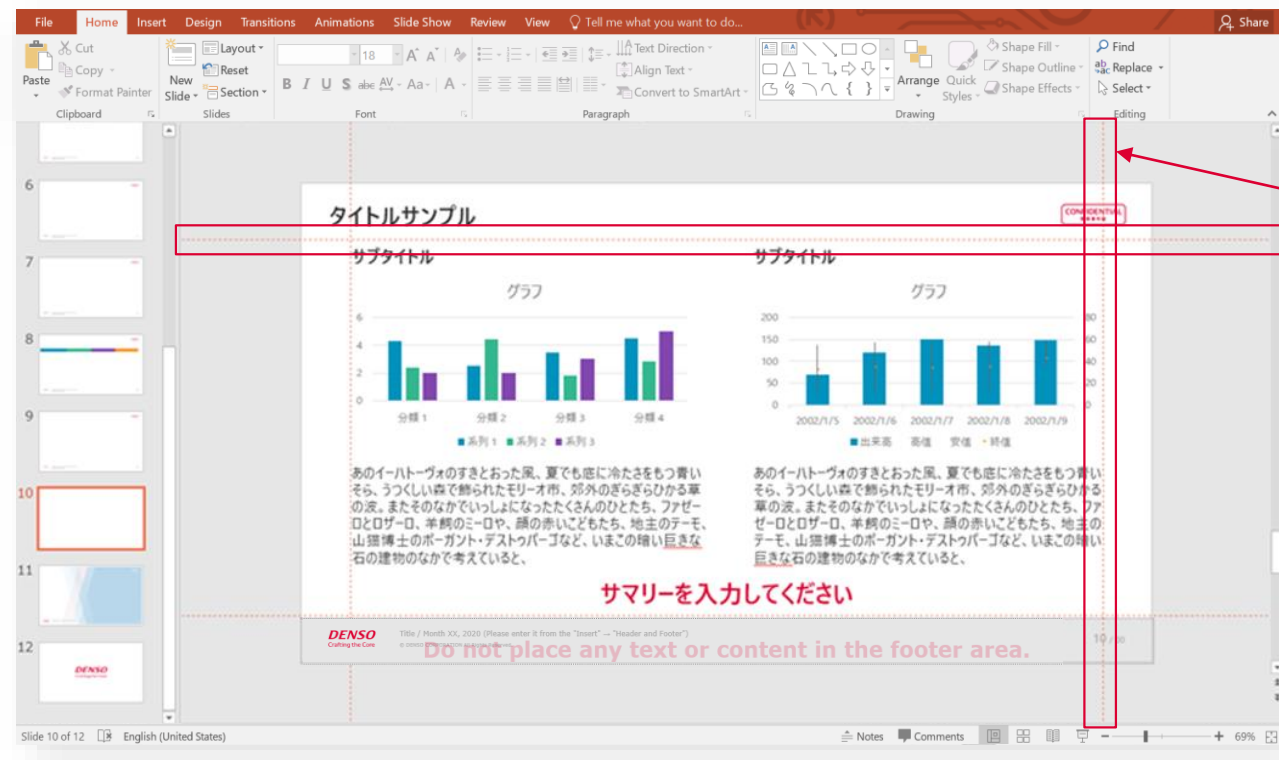 File Home Insert Design Transitions Animations Slide Show Review View Tell me what you want to do... Share
Paste
Cut
Copy
Format Painter
Clipboard
New Slide
Layout
Reset
Section
Slides
18
B I U S abc AV Aa A
Font
Text Direction
Align Text
Convert to SmartArt
Paragraph
Arrange
Quick Styles
Shape Fill
Shape Outline
Shape Effects
Drawing
Find
Replace
Select
Editing
6
7
8
9
10
11
12
DENSO
タイトルサンプル
CONFIDENTIAL
サブタイトル
グラフ
6
4
2
0
分類 1 分類 2 分類 3 分類 4
系列 1 系列 2 系列 3
あのイーハトーヴォのすきとおった風、夏でも底に冷たさをもつ青い
そら、うつくしい森で飾られたモリーオ市、郊外のぎらぎらひかる草
の波。またそのなかでいっしょになったたくさんのひとたち、ファゼー
ロとロザーロ、羊飼のミーロや、顔の赤いこどもたち、地主のテーモ、
山猫博士のボーガント・デストゥパーゴなど、いまこの暗い巨きな
石の建物のなかで考えていると、
サブタイトル
グラフ
200
150
100
50
0
80
60
40
20
0
2002/1/5 2002/1/6 2002/1/7 2002/1/8 2002/1/9
出来高 高値 安値 終値
あのイーハトーヴォのすきとおった風、夏でも底に冷たさをもつ青い
そら、うつくしい森で飾られたモリーオ市、郊外のぎらぎらひかる
草の波。またそのなかでいっしょになったたくさんのひとたち、ファ
ゼーロとロザーロ、羊飼のミーロや、顔の赤いこどもたち、地主の
テーモ、山猫博士のボーガント・デストゥパーゴなど、いまこの暗い
巨きな石の建物のなかで考えていると、
サマリーを入力してください
DENSO
Crafting the Core
Title / Month XX, 2020 (Please enter it from the "Insert" → "Header and Footer")
© DENSO CORPORATION
Do not place any text or content in the footer area.
Slide 10 of 12 English (United States) Notes Comments 69%